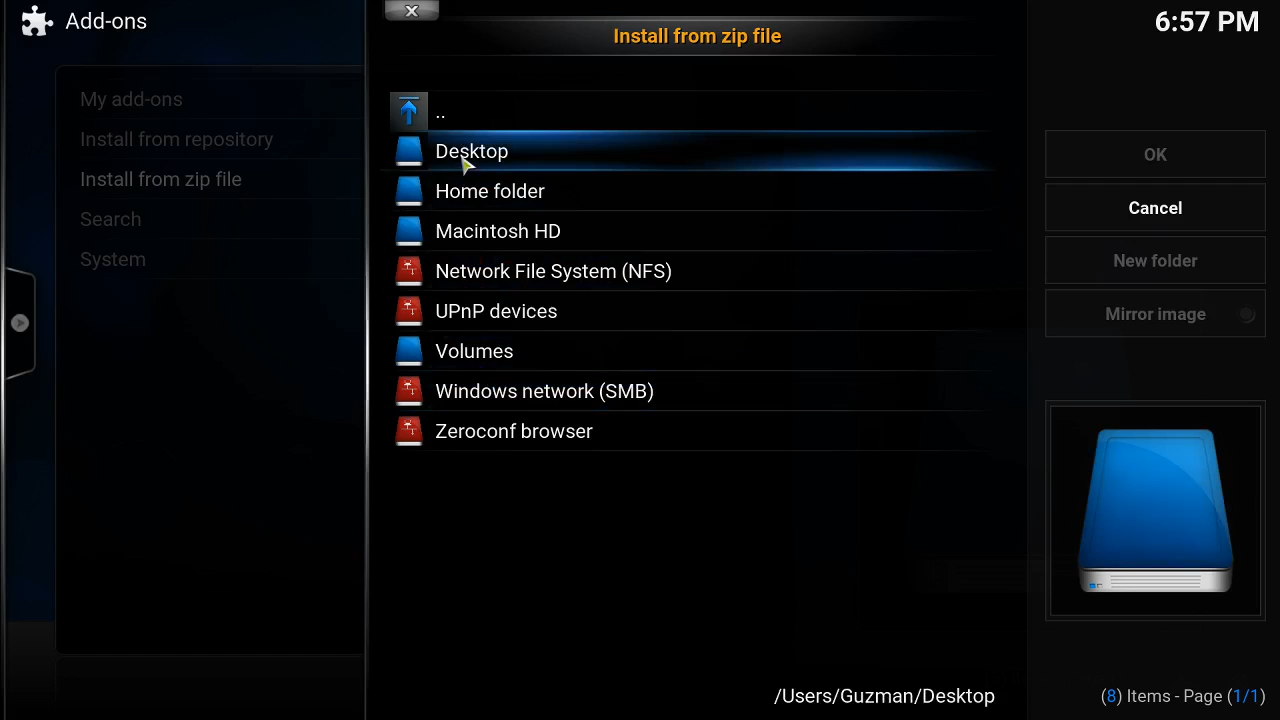 Add-ons
Install from zip file
6:57 PM
My add-ons
Install from repository
Install from zip file
Search
System
..
Desktop
Home folder
Macintosh HD
Network File System (NFS)
UPnP devices
Volumes
Windows network (SMB)
Zeroconf browser
OK
Cancel
New folder
Mirror image
/Users/Guzman/Desktop
(8) Items - Page (1/1)